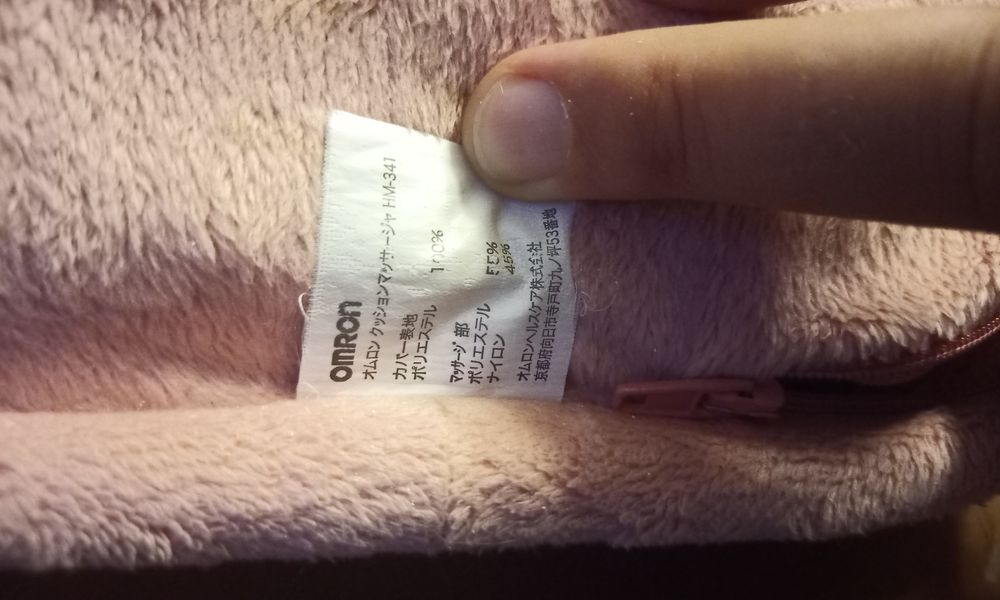 OMRON
オムロン クッションマッサージャ HM-341
カバー表地
ポリエステル 100%
マッサージ部
ポリエステル 55%
ナイロン 45%
オムロンヘルスケア株式会社
京都府向日市寺戸町九ノ坪53番地